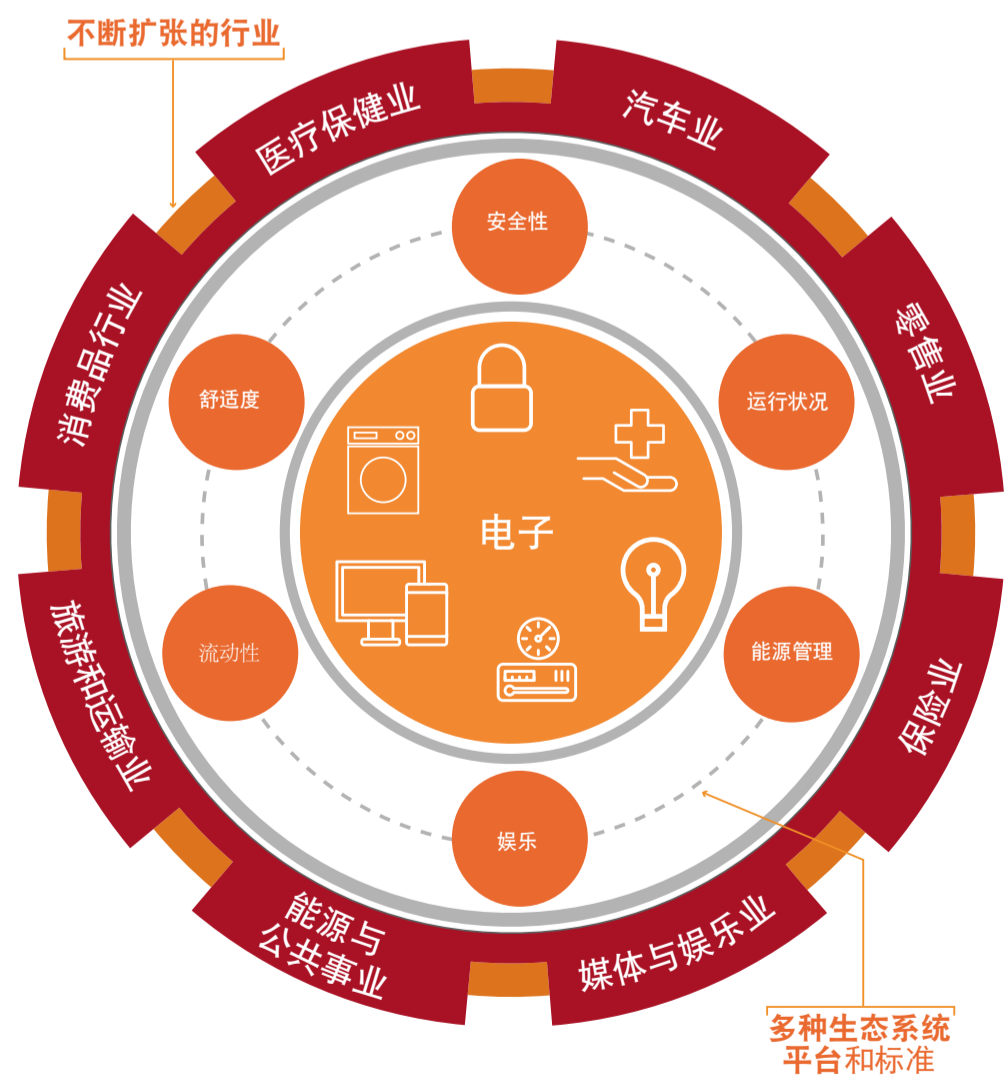 不断扩张的行业
医疗保健业
汽车业
零售业
保险业
媒体与娱乐业
能源与
公共事业
旅游和运输业
消费品行业
安全性
运行状况
能源管理
娱乐
流动性
舒适度
电子
多种生态系统
平台和标准